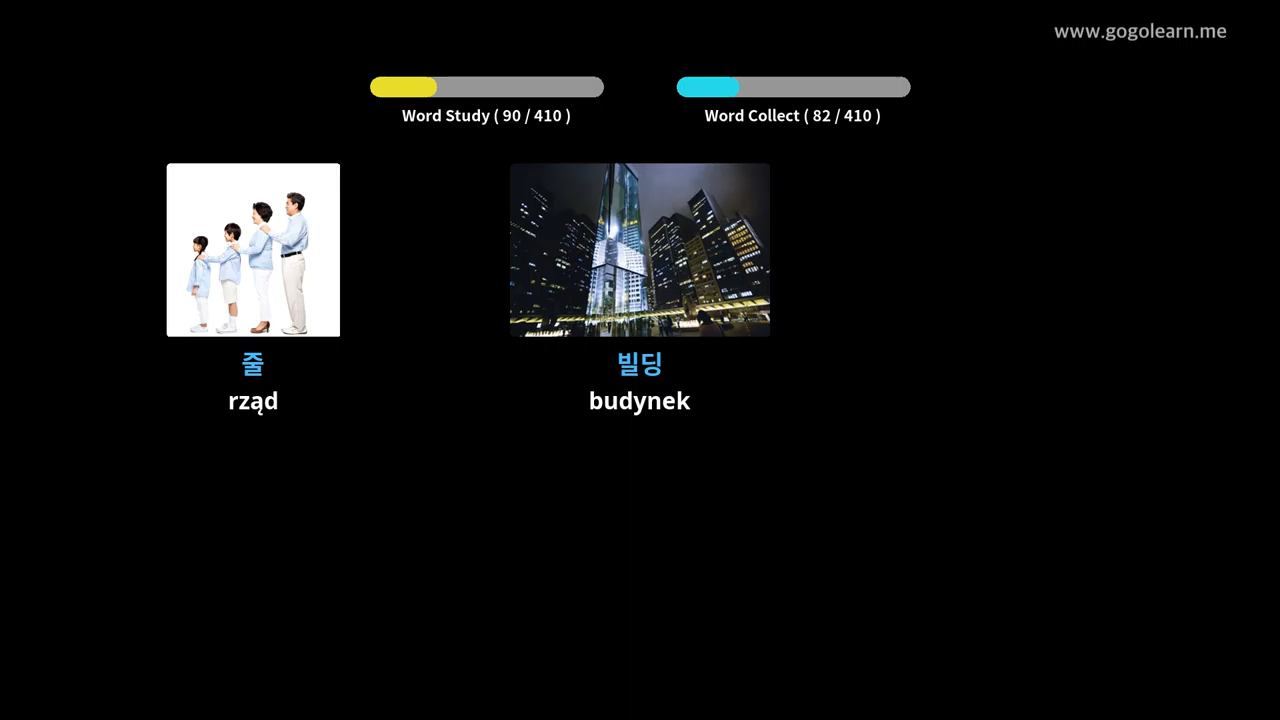 www.gogolearn.me
Word Study ( 90 / 410 )
Word Collect ( 82 / 410 )
줄
rząd
빌딩
budynek